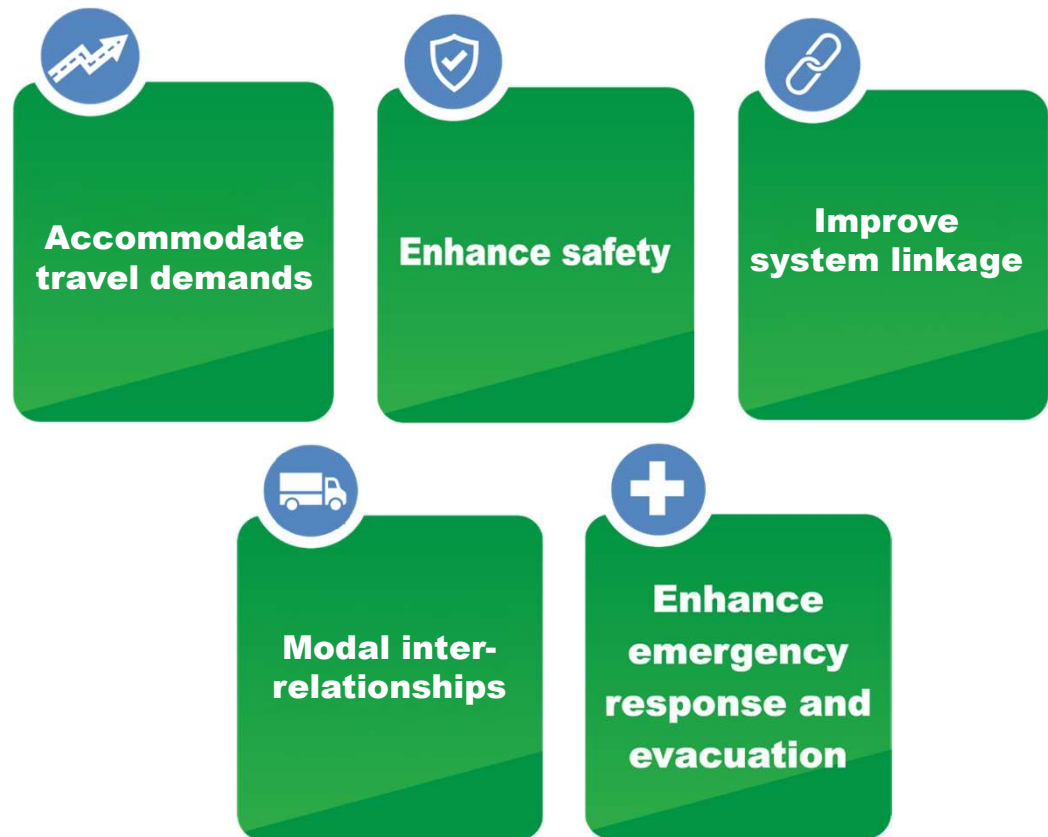 Accommodate
travel demands
Enhance safety
Improve
system linkage
Modal inter-
relationships
Enhance
emergency
response and
evacuation